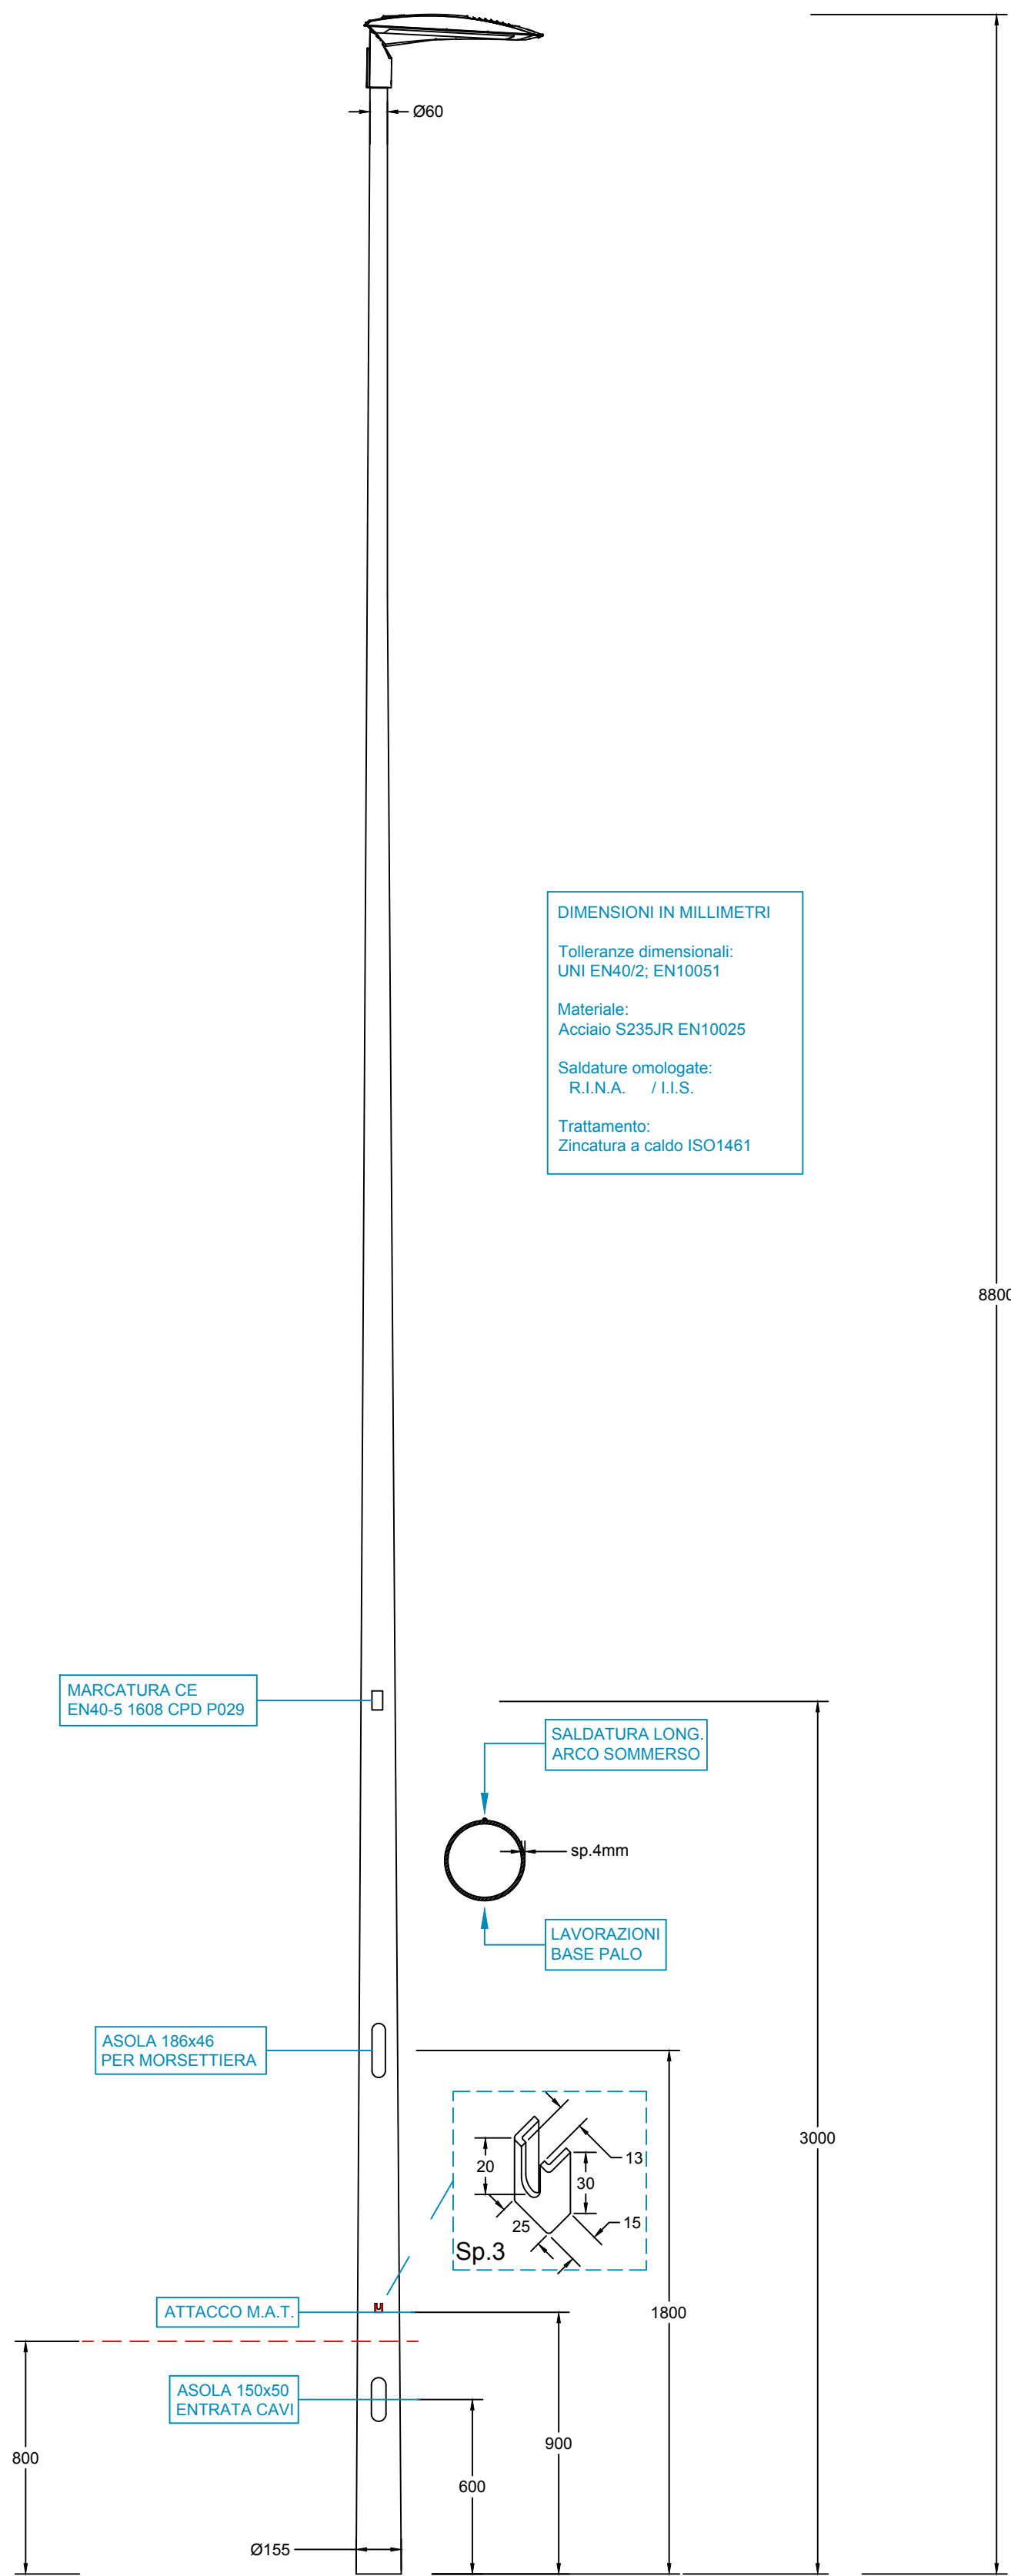 Ø60
DIMENSIONI IN MILLIMETRI
Tolleranze dimensionali:
UNI EN40/2; EN10051
Materiale:
Acciaio S235JR EN10025
Saldature omologate:
R.I.N.A. / I.I.S.
Trattamento:
Zincatura a caldo ISO1461
8800
MARCATURA CE
EN40-5 1608 CPD P029
SALDATURA LONG.
ARCO SOMMERSO
sp.4mm
LAVORAZIONI
BASE PALO
ASOLA 186x46
PER MORSETTIERA
3000
20
13
30
25
15
Sp.3
ATTACCO M.A.T.
1800
ASOLA 150x50
ENTRATA CAVI
900
800
600
Ø155